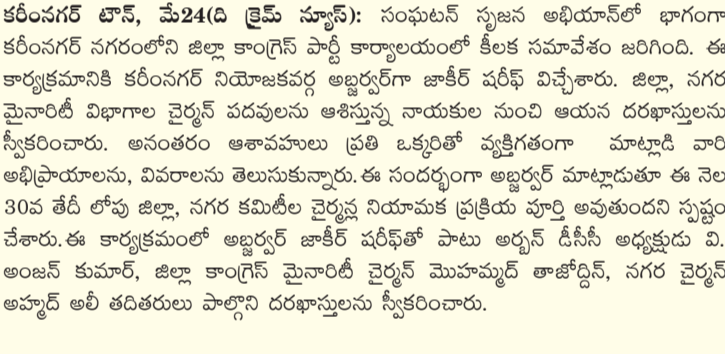 కరీంనగర్ టౌన్, మే24(ది క్రైమ్ న్యూస్): సంఘటన్ సృజన అభియాన్‌లో భాగంగా
కరీంనగర్ నగరంలోని జిల్లా కాంగ్రెస్ పార్టీ కార్యాలయంలో కీలక సమావేశం జరిగింది. ఈ
కార్యక్రమానికి కరీంనగర్ నియోజకవర్గ అబ్జర్వర్‌గా జాకీర్ షరీఫ్ విచ్చేశారు. జిల్లా, నగర
మైనారిటీ విభాగాల చైర్మన్ పదవులను ఆశిస్తున్న నాయకుల నుంచి ఆయన దరఖాస్తులను
స్వీకరించారు. అనంతరం ఆశావహులు ప్రతి ఒక్కరితో వ్యక్తిగతంగా మాట్లాడి వారి
అభిప్రాయాలను, వివరాలను తెలుసుకున్నారు.ఈ సందర్భంగా అబ్జర్వర్ మాట్లాడుతూ ఈ నెల
30వ తేదీ లోపు జిల్లా, నగర కమిటీల చైర్మన్ల నియామక ప్రక్రియ పూర్తి అవుతుందని స్పష్టం
చేశారు.ఈ కార్యక్రమంలో అబ్జర్వర్ జాకీర్ షరీఫ్‌తో పాటు అర్బన్ డీసీసీ అధ్యక్షుడు వి.
అంజన్ కుమార్, జిల్లా కాంగ్రెస్ మైనారిటీ చైర్మన్ మొహమ్మద్ తాజోద్దిన్, నగర చైర్మన్
అహ్మద్ అలీ తదితరులు పాల్గొని దరఖాస్తులను స్వీకరించారు.